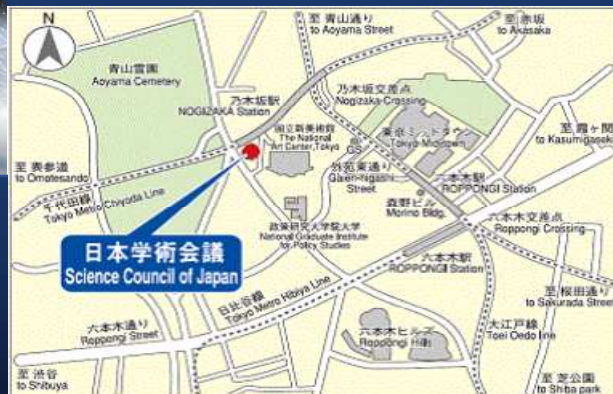 N
至 青山通り
to Aoyama Street
至 赤坂
to Akasaka
青山霊園
Aoyama Cemetery
乃木坂駅
NOGIZAKA Station
乃木坂交差点
Nogizaka Crossing
国立新美術館
The National
Art Center,Tokyo
GS
東京ミッドタウン
Tokyo Midtown
至 霞ヶ関
to Kasumigaseki
至 表参道
to Omotesando
千代田線
Tokyo Metro Chiyoda Line
外苑東通り
Gaien-higashi
Street
六本木駅
ROPPONGI Station
森野ビル
Morino Bldg.
政策研究大学院大学
National Graduate Institute
for Policy Studies
六本木交差点
Roppongi Crossing
日本学術会議
Science Council of Japan
六本木駅
ROPPONGI Station
日比谷線
Tokyo Metro Hibiya Line
至 桜田通り
to Sakurada Street
六本木通り
Roppongi Street
六本木ヒルズ
Roppongi Hills
大江戸線
Toei Oedo line
至 渋谷
to Shibuya
至 芝公園
to Shiba park